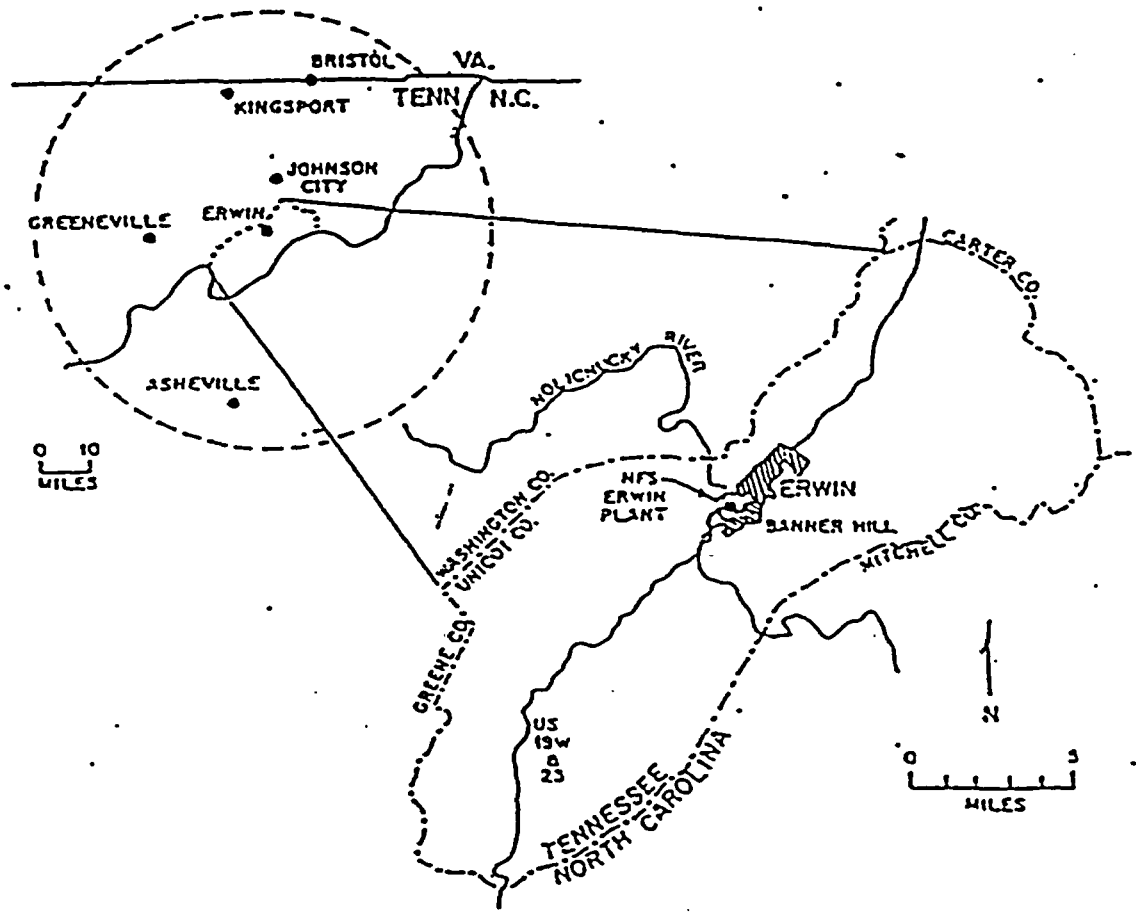 BRISTOL
VA.
KINGSPORT
TENN
N.C.
JOHNSON
CITY
GREENEVILLE
ERWIN
ASHEVILLE
0 10
MILES
NOLICHUCKY
RIVER
CARTER CO.
NFS
ERWIN
PLANT
ERWIN
BANNER HILL
WASHINGTON CO.
UNICOI CO.
MITCHELL CO.
GREENE CO.
US
19W
&
23
TENNESSEE
NORTH CAROLINA
N
0 5
MILES